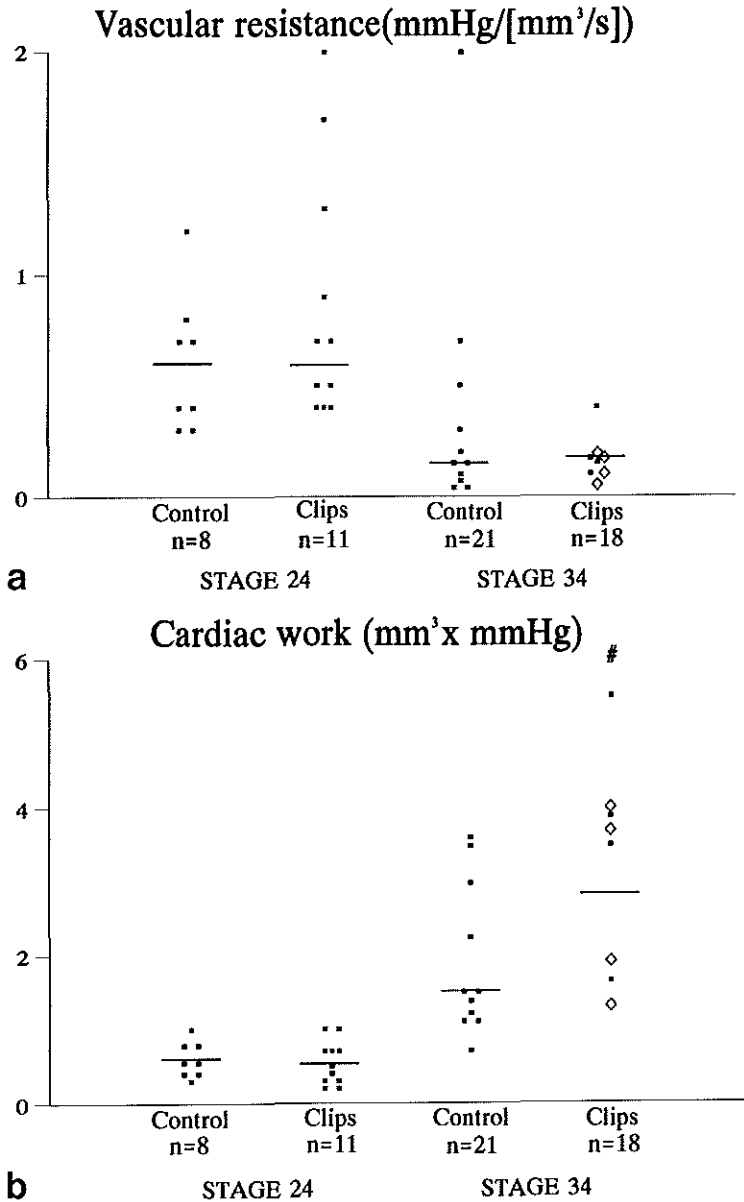 Vascular resistance(mmHg/[mm³/s])
2
1
0
Control Clips Control Clips
n=8 n=11 n=21 n=18
a STAGE 24 STAGE 34
Cardiac work (mm³x mmHg)
#
6
4
2
0
Control Clips Control Clips
n=8 n=11 n=21 n=18
b STAGE 24 STAGE 34